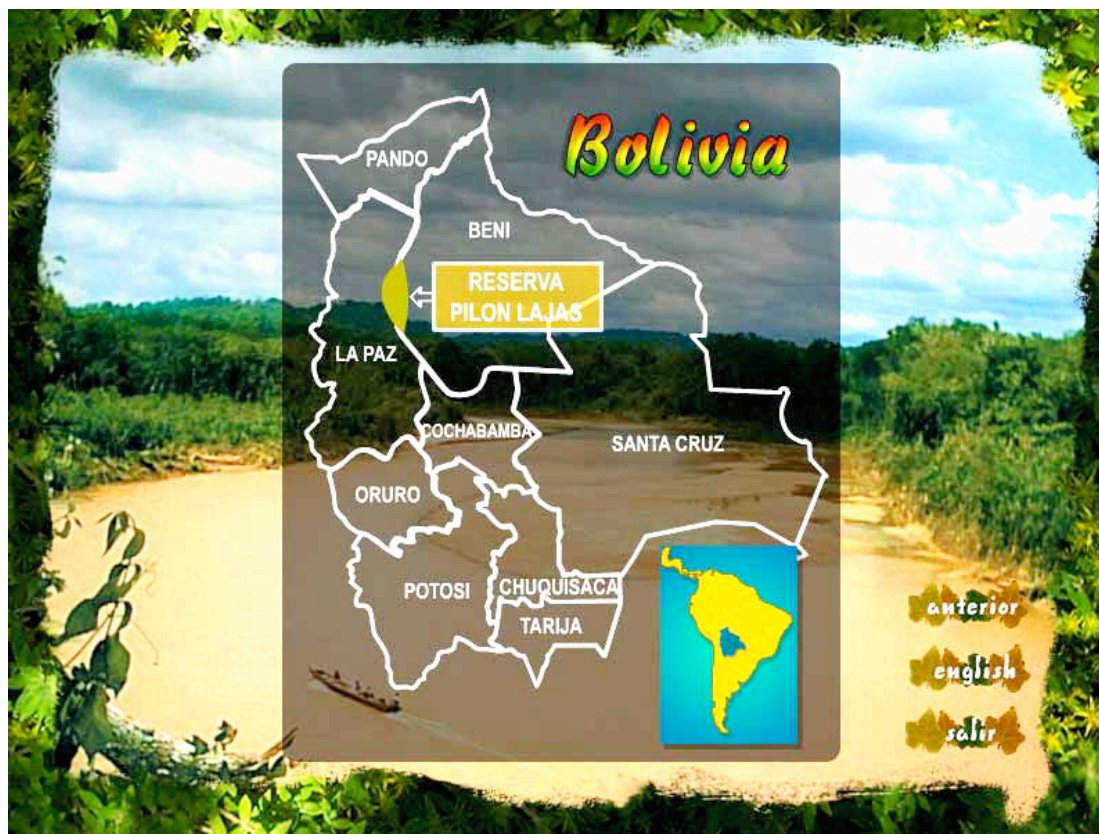 Bolivia
PANDO
BENI
RESERVA
PILON LAJAS
LA PAZ
COCHABAMBA
SANTA CRUZ
ORURO
POTOSI
CHUQUISACA
TARIJA
anterior
english
salir